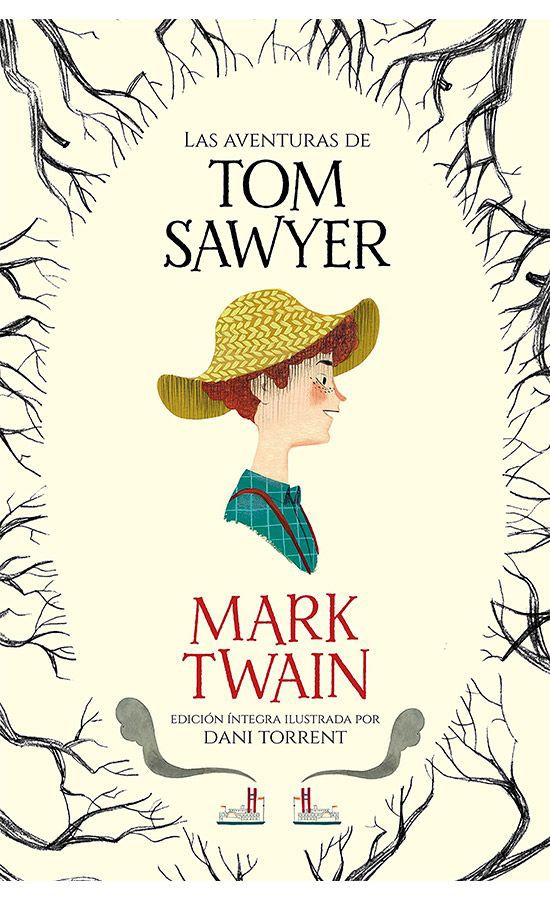 LAS AVENTURAS DE
TOM
SAWYER
MARK
TWAIN
EDICIÓN ÍNTEGRA ILUSTRADA POR
DANI TORRENT